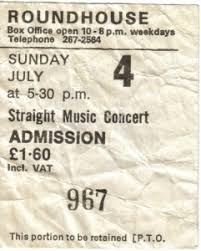 ROUNDHOUSE
Box Office open 10-8 p.m. weekdays
Telephone 267-2564
SUNDAY
JULY 4
at 5-30 p.m.
Straight Music Concert
ADMISSION
£1·60
Incl. VAT
967
This portion to be retained [P.T.O.